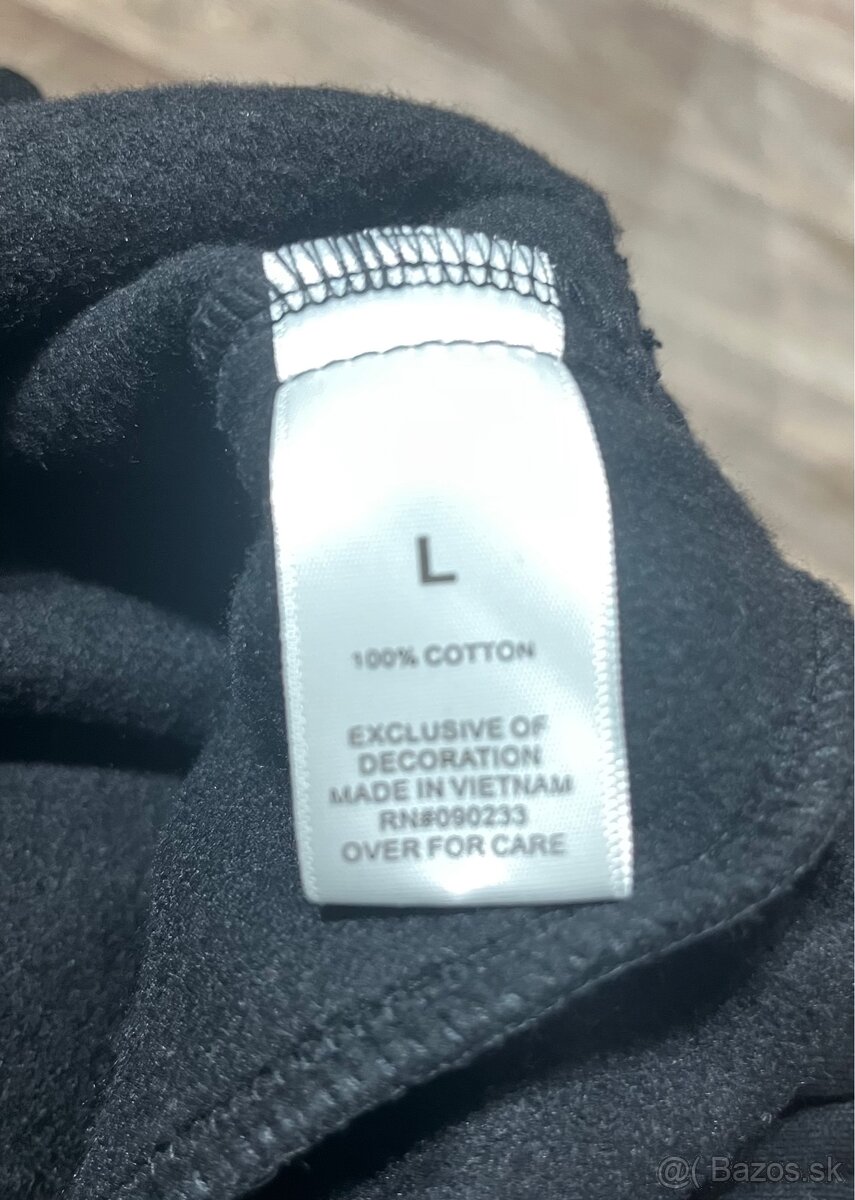 L
100% COTTON
EXCLUSIVE OF
DECORATION
MADE IN VIETNAM
RN#090233
OVER FOR CARE
@( Bazos.sk